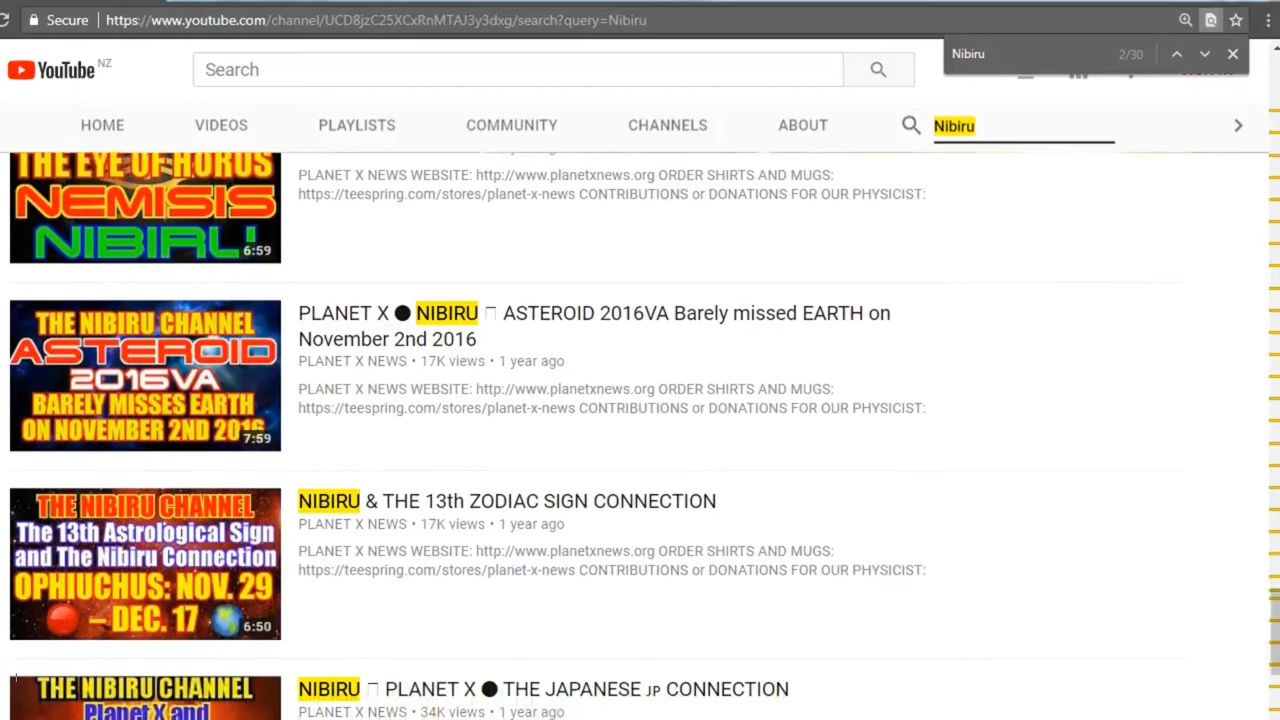 Secure | https://www.youtube.com/channel/UCD8jzC25XCxRnMTAJ3y3dxg/search?query=Nibiru
Nibiru 2/30
YouTube NZ
Search
HOME VIDEOS PLAYLISTS COMMUNITY CHANNELS ABOUT Nibiru
THE EYE OF HORUS
NEMISIS
NIBIRU
6:59
PLANET X NEWS WEBSITE: http://www.planetxnews.org ORDER SHIRTS AND MUGS:
https://teespring.com/stores/planet-x-news CONTRIBUTIONS or DONATIONS FOR OUR PHYSICIST:
THE NIBIRU CHANNEL
ASTEROID
2016VA
BARELY MISSES EARTH
ON NOVEMBER 2ND 2016
7:59
PLANET X ● NIBIRU □ ASTEROID 2016VA Barely missed EARTH on
November 2nd 2016
PLANET X NEWS • 17K views • 1 year ago
PLANET X NEWS WEBSITE: http://www.planetxnews.org ORDER SHIRTS AND MUGS:
https://teespring.com/stores/planet-x-news CONTRIBUTIONS or DONATIONS FOR OUR PHYSICIST:
THE NIBIRU CHANNEL
The 13th Astrological Sign
and The Nibiru Connection
OPHIUCHUS: NOV. 29
– DEC. 17
6:50
NIBIRU & THE 13th ZODIAC SIGN CONNECTION
PLANET X NEWS • 17K views • 1 year ago
PLANET X NEWS WEBSITE: http://www.planetxnews.org ORDER SHIRTS AND MUGS:
https://teespring.com/stores/planet-x-news CONTRIBUTIONS or DONATIONS FOR OUR PHYSICIST:
THE NIBIRU CHANNEL
Planet X and
NIBIRU □ PLANET X ● THE JAPANESE JP CONNECTION
PLANET X NEWS • 34K views • 1 year ago